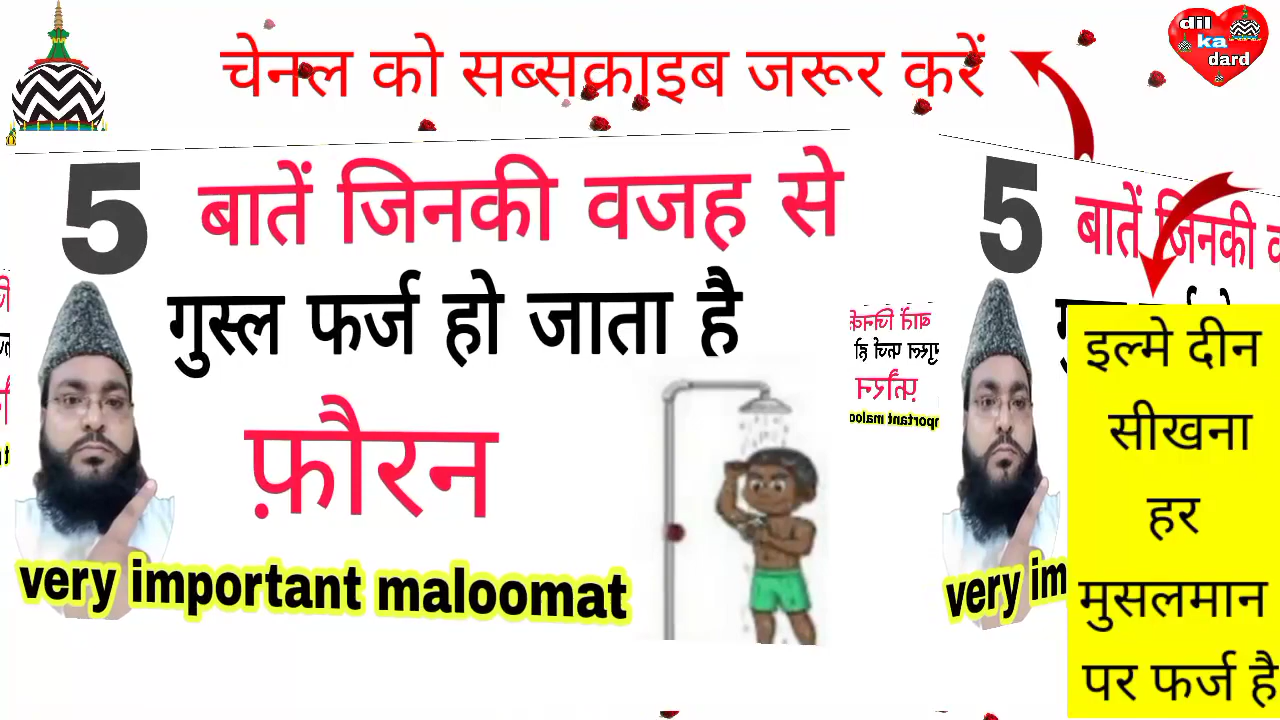 चेनल को सब्सक्राइब जरूर करें
dil
ka
dard
5 बातें जिनकी वजह से
गुस्ल फर्ज हो जाता है
फ़ौरन
very important maloomat
5 बातें जिनकी
very im
इल्मे दीन
सीखना
हर
मुसलमान
पर फर्ज है